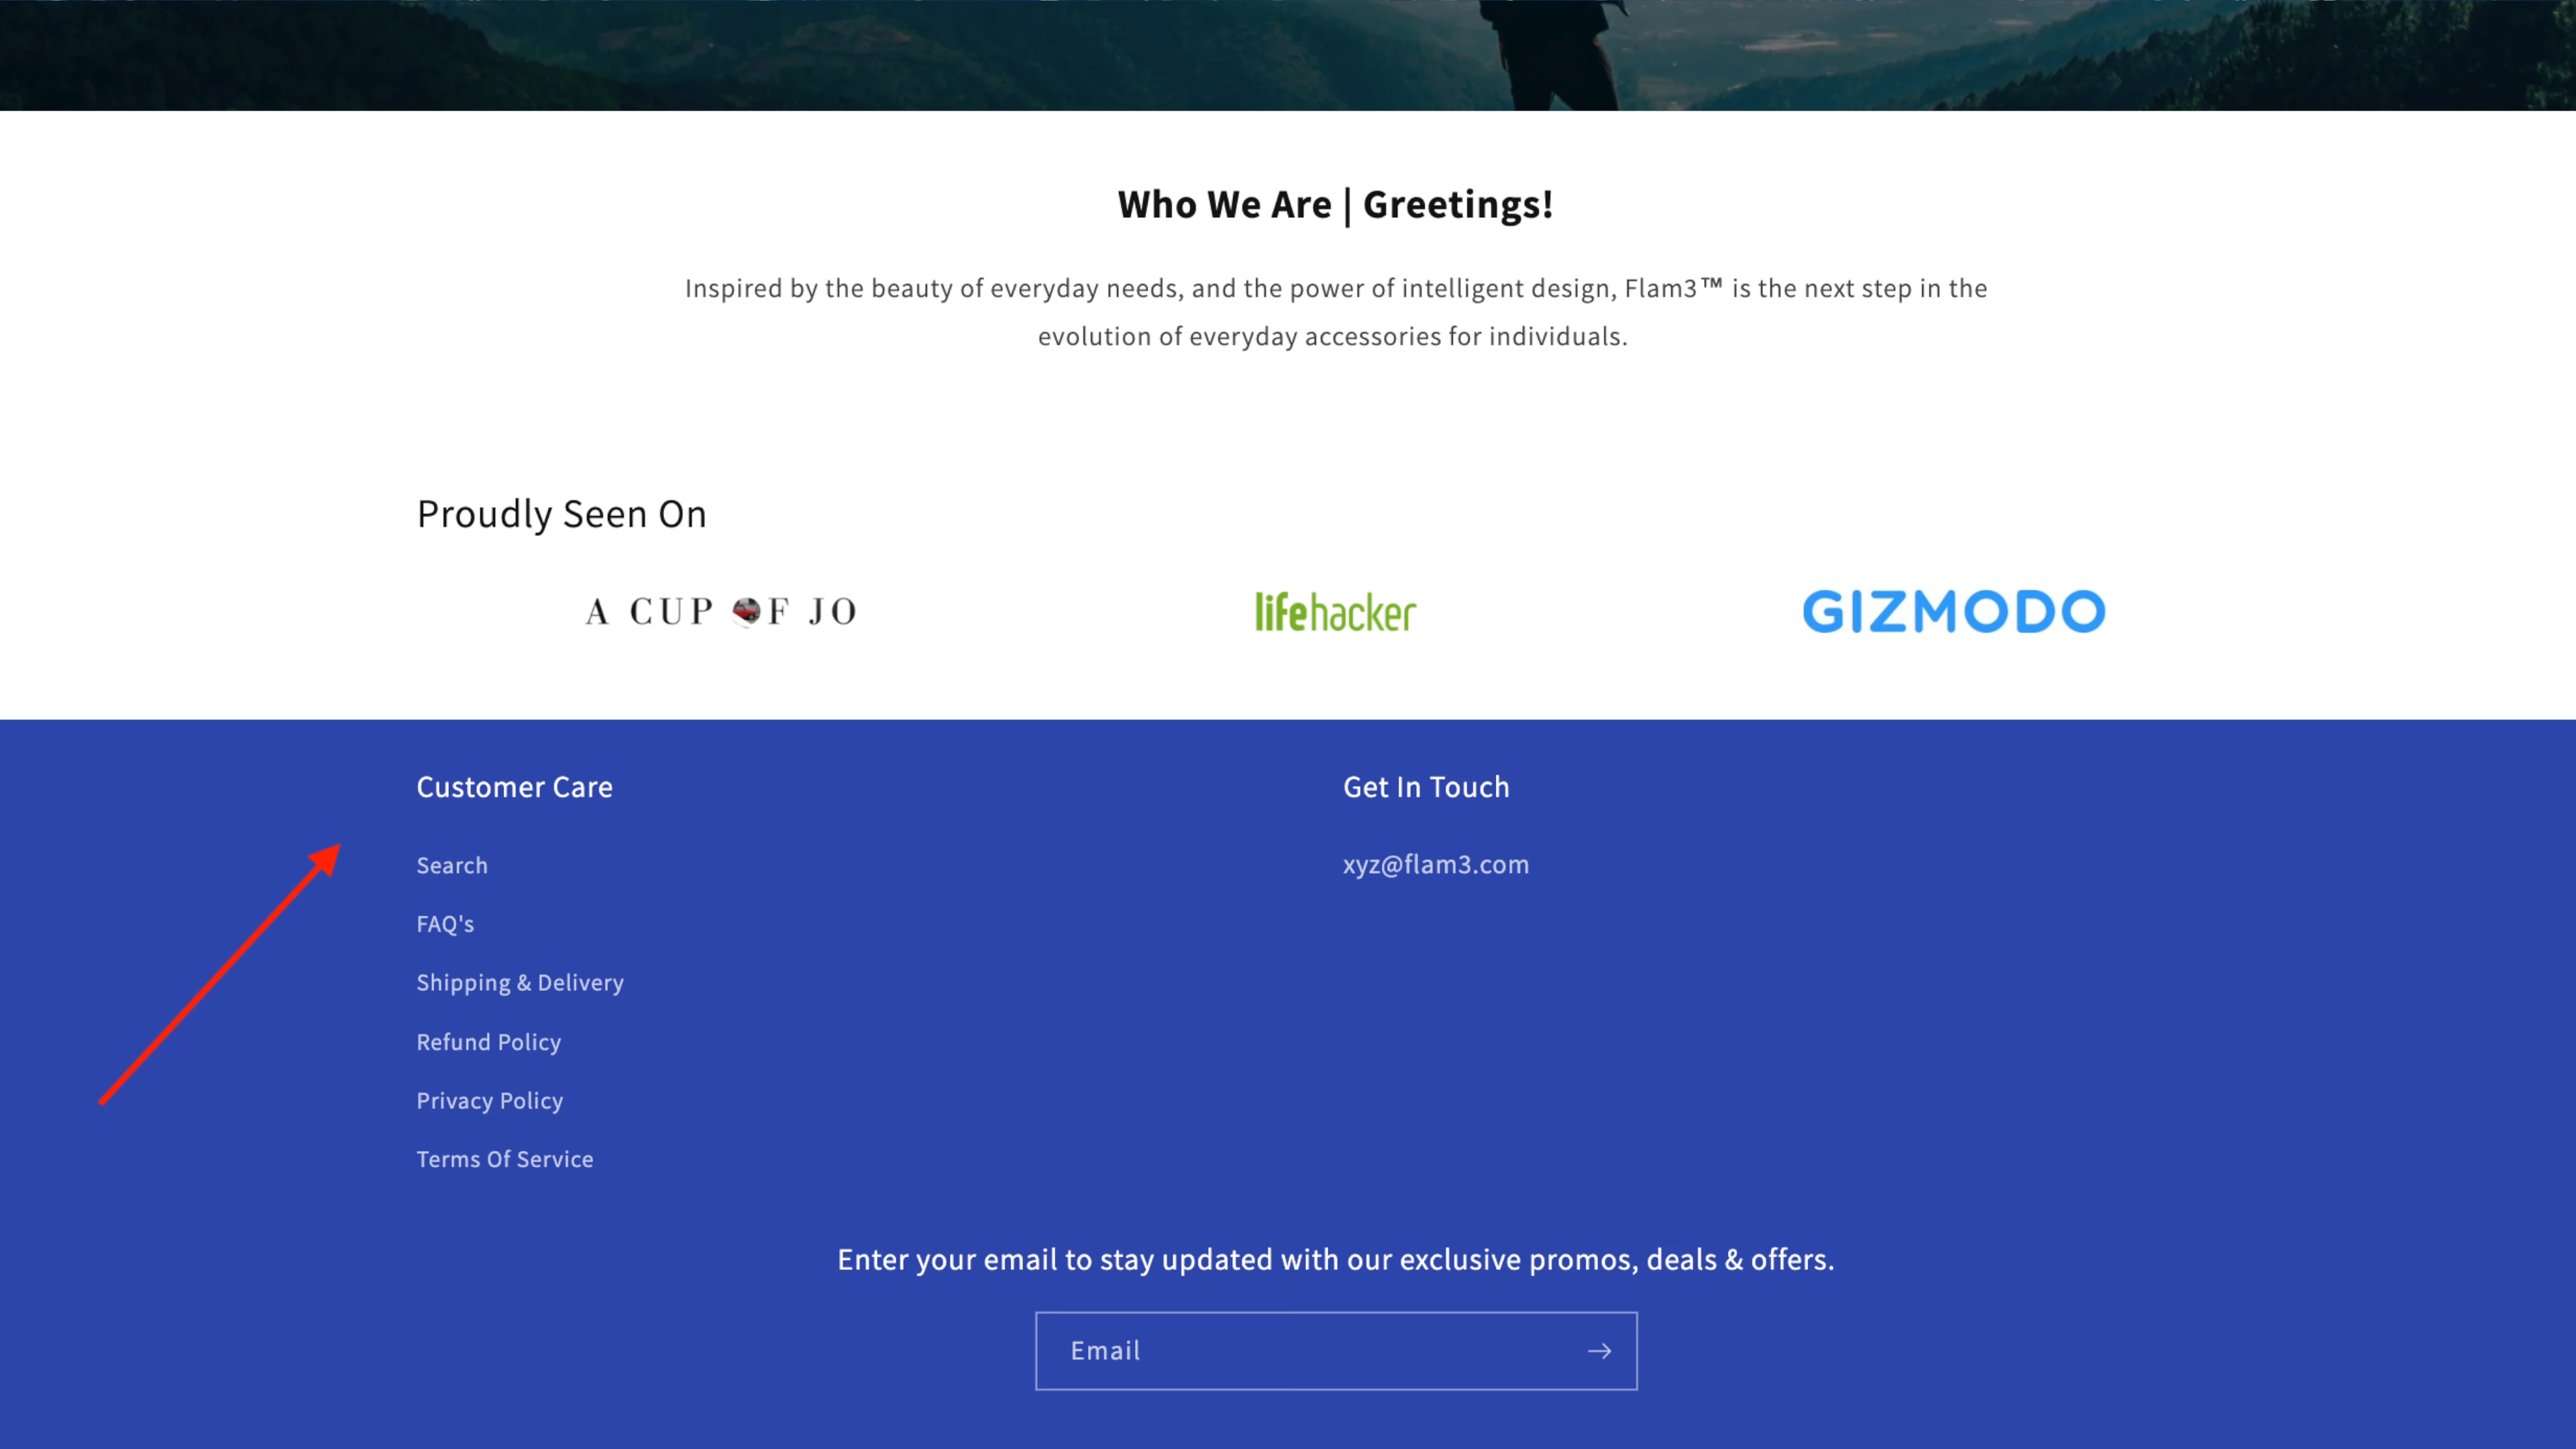 Who We Are | Greetings!
Inspired by the beauty of everyday needs, and the power of intelligent design, Flam3™ is the next step in the
evolution of everyday accessories for individuals.
Proudly Seen On
A CUP OF JO
lifehacker
GIZMODO
Customer Care
Search
FAQ's
Shipping & Delivery
Refund Policy
Privacy Policy
Terms Of Service
Get In Touch
xyz@flam3.com
Enter your email to stay updated with our exclusive promos, deals & offers.
Email